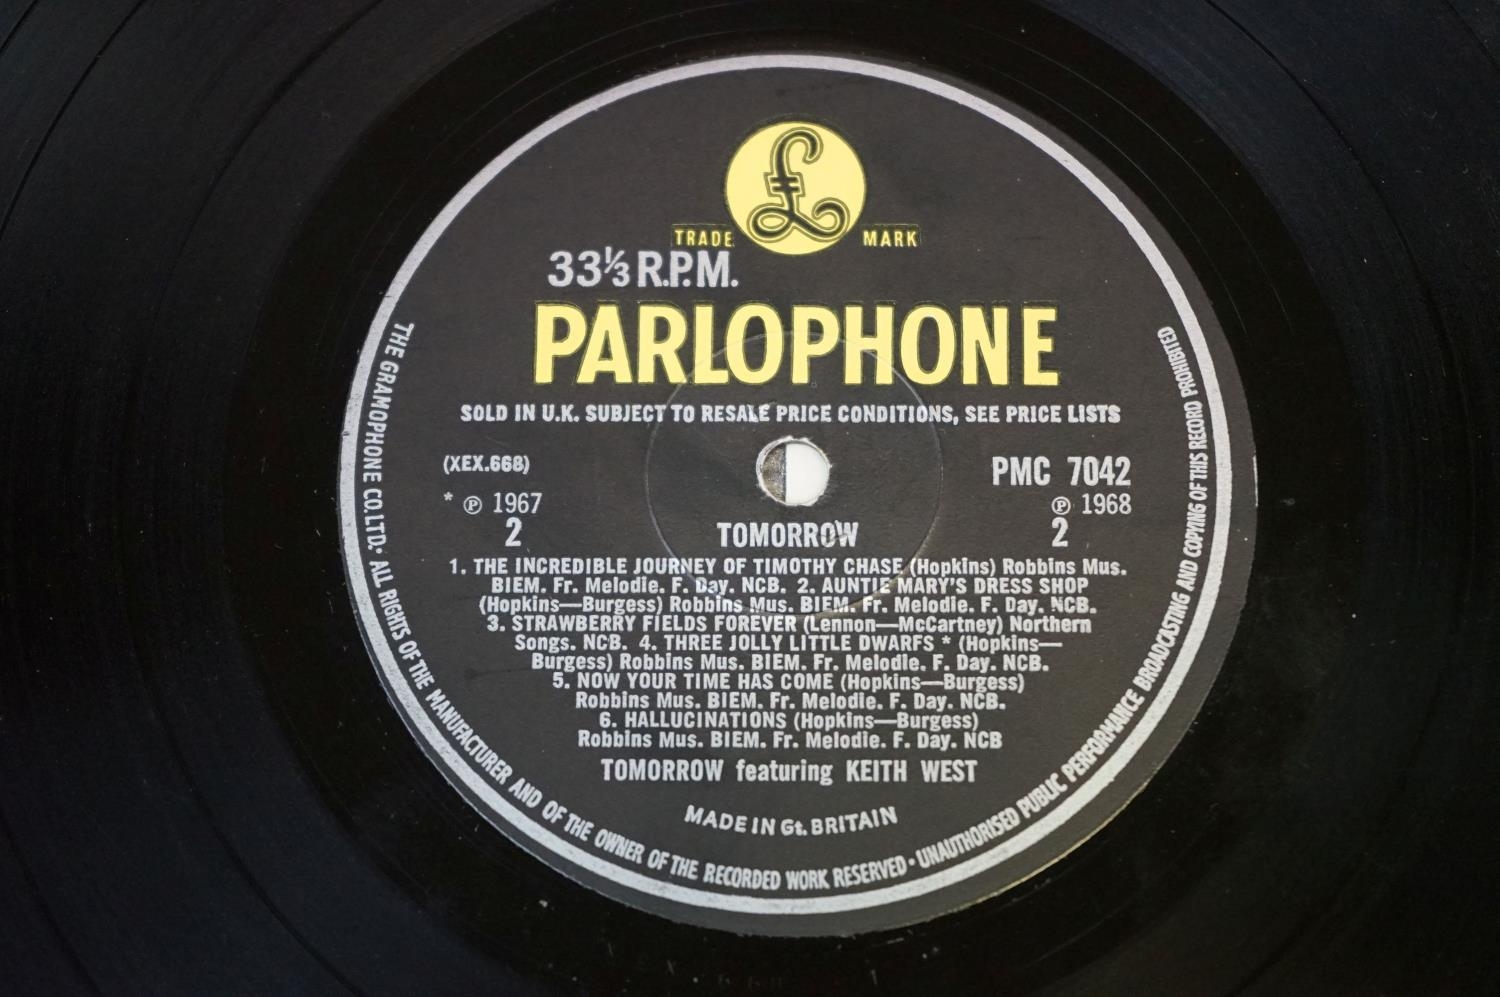 £
TRADE MARK
33⅓ R.P.M.
PARLOPHONE
SOLD IN U.K. SUBJECT TO RESALE PRICE CONDITIONS, SEE PRICE LISTS
(XEX.668) PMC 7042
* ℗ 1967 ℗ 1968
2 TOMORROW 2
1. THE INCREDIBLE JOURNEY OF TIMOTHY CHASE (Hopkins) Robbins Mus.
BIEM. Fr. Melodie. F. Day. NCB. 2. AUNTIE MARY'S DRESS SHOP
(Hopkins—Burgess) Robbins Mus. BIEM. Fr. Melodie. F. Day. NCB.
3. STRAWBERRY FIELDS FOREVER (Lennon—McCartney) Northern
Songs. NCB. 4. THREE JOLLY LITTLE DWARFS * (Hopkins—
Burgess) Robbins Mus. BIEM. Fr. Melodie. F. Day. NCB.
5. NOW YOUR TIME HAS COME (Hopkins—Burgess)
Robbins Mus. BIEM. Fr. Melodie. F. Day. NCB.
6. HALLUCINATIONS (Hopkins—Burgess)
Robbins Mus. BIEM. Fr. Melodie. F. Day. NCB
TOMORROW featuring KEITH WEST
MADE IN Gt. BRITAIN
THE GRAMOPHONE CO. LTD. • ALL RIGHTS OF THE MANUFACTURER AND OF THE OWNER OF THE RECORDED WORK RESERVED • UNAUTHORISED PUBLIC PERFORMANCE BROADCASTING AND COPYING OF THIS RECORD PROHIBITED